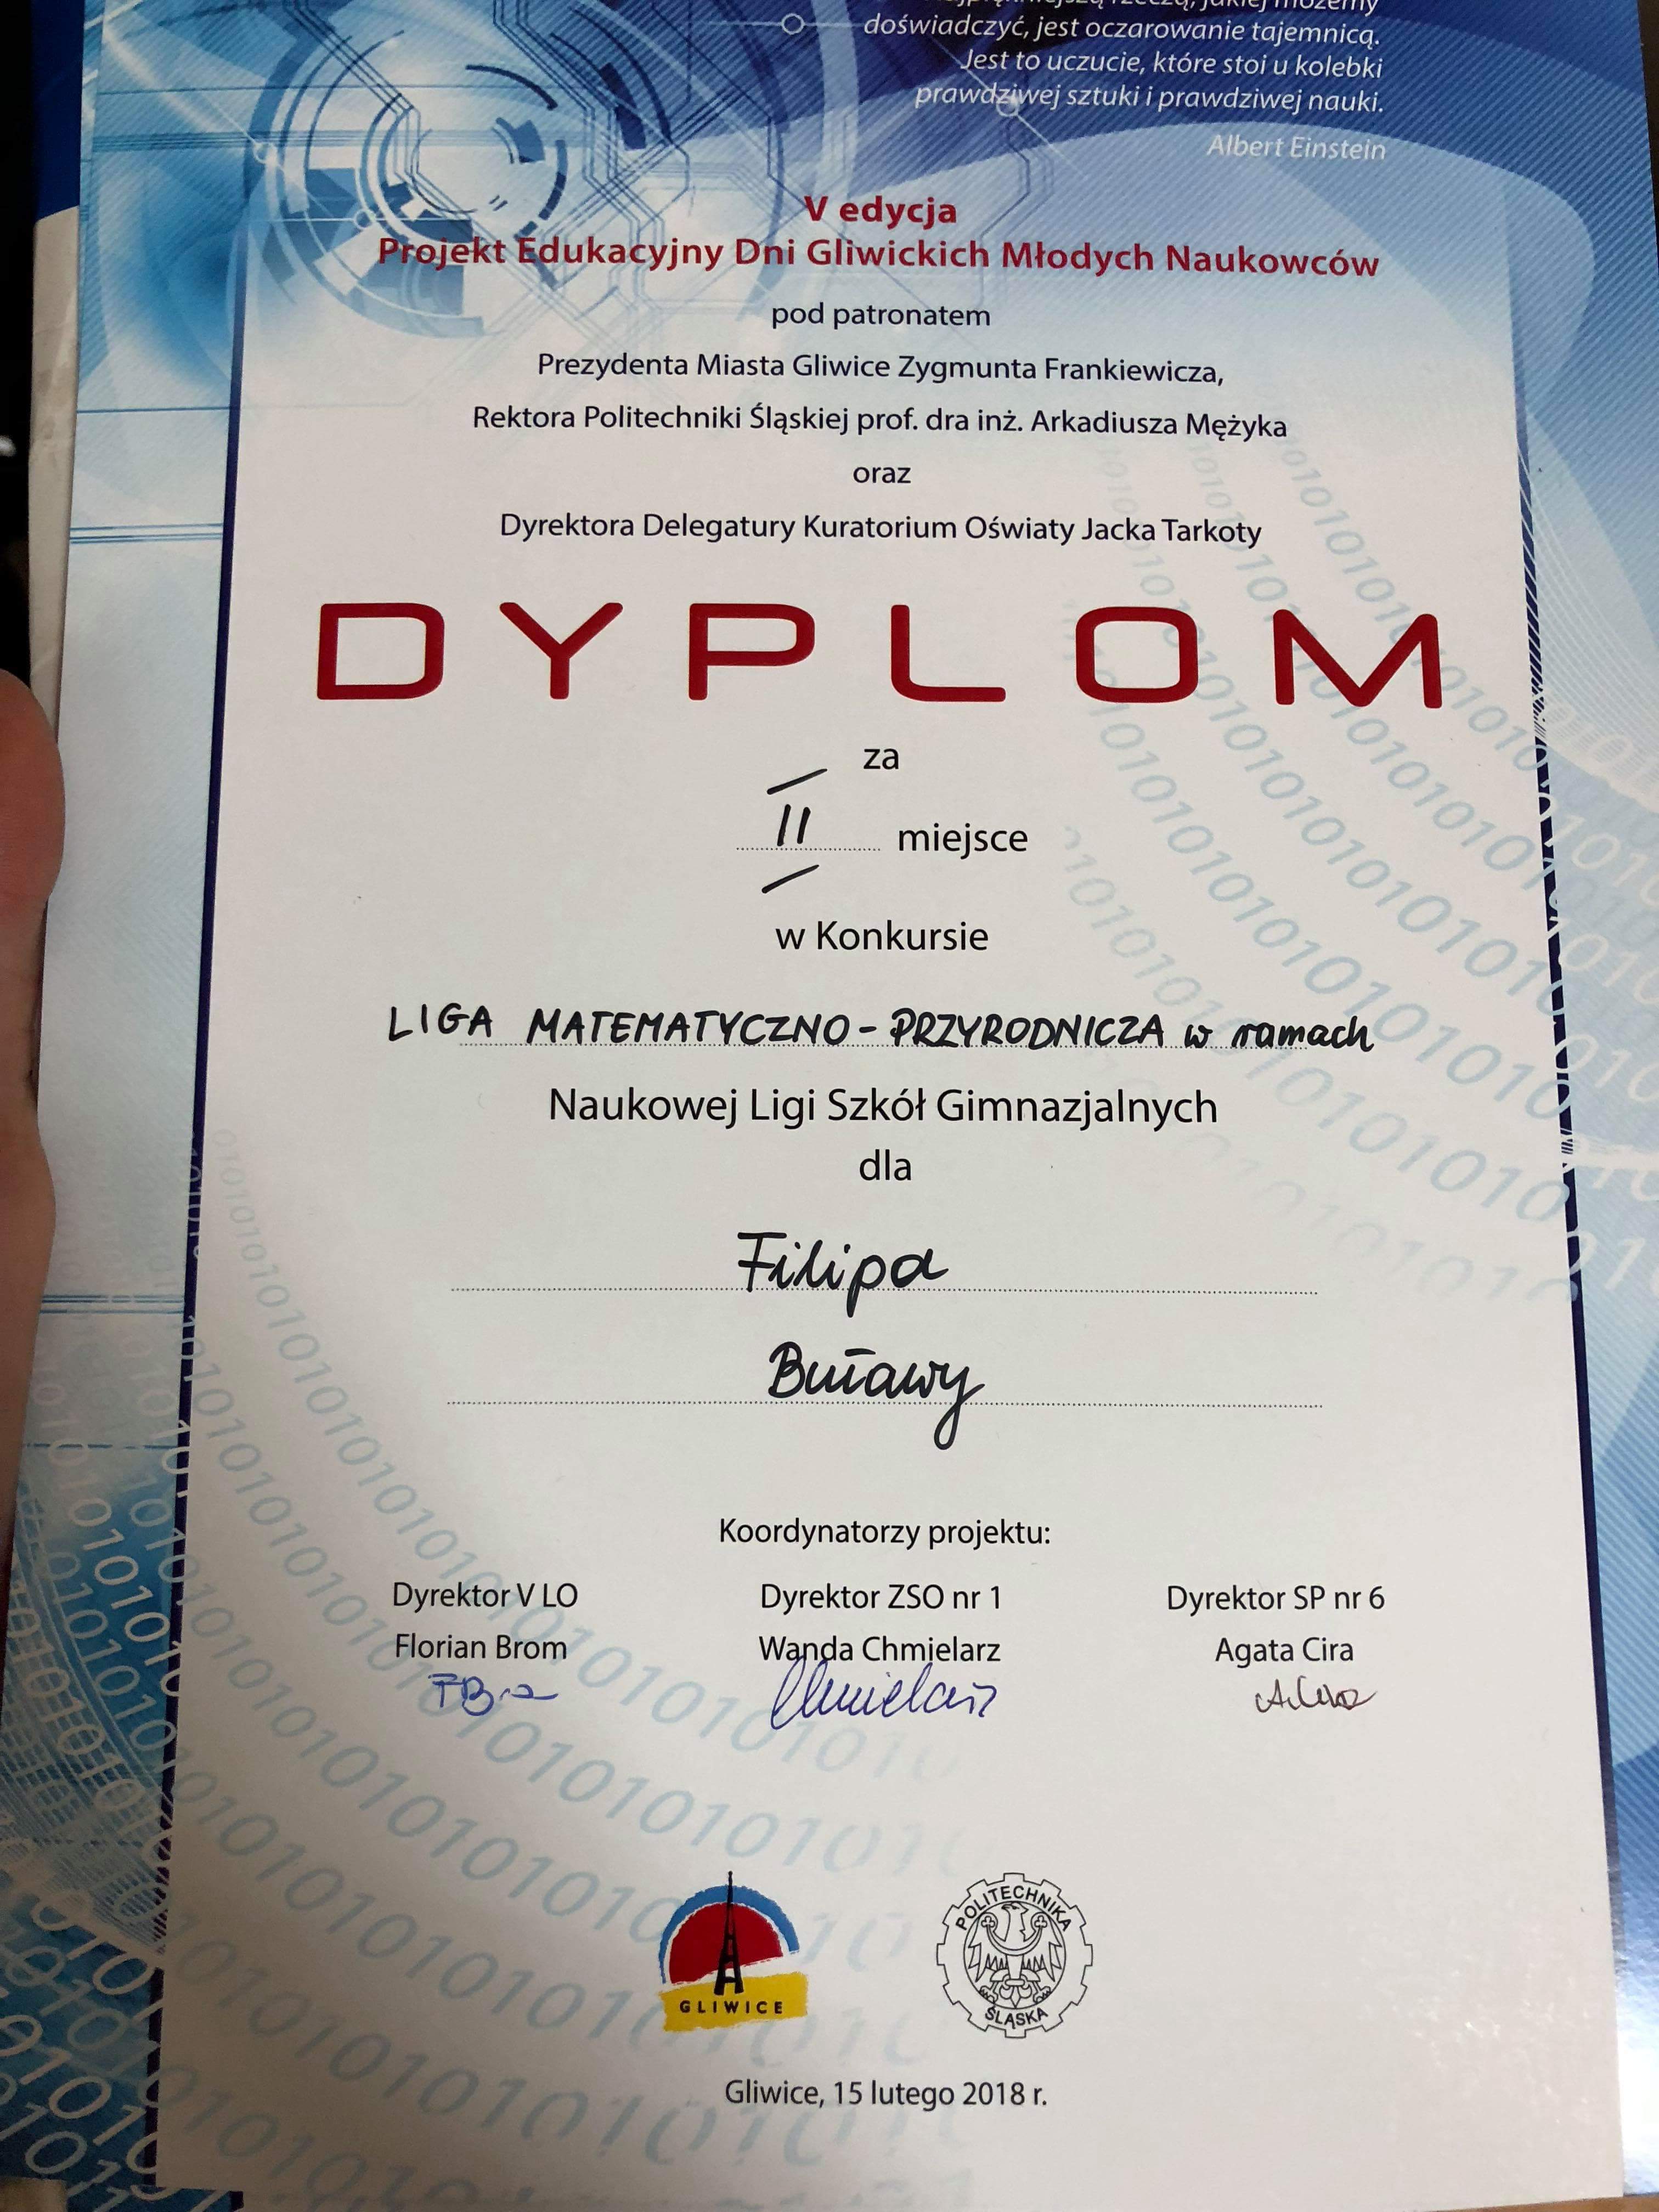 jakiej możemy
doświadczyć, jest oczarowanie tajemnicą.
Jest to uczucie, które stoi u kolebki
prawdziwej sztuki i prawdziwej nauki.
Albert Einstein
V edycja
Projekt Edukacyjny Dni Gliwickich Młodych Naukowców
pod patronatem
Prezydenta Miasta Gliwice Zygmunta Frankiewicza,
Rektora Politechniki Śląskiej prof. dra inż. Arkadiusza Mężyka
oraz
Dyrektora Delegatury Kuratorium Oświaty Jacka Tarkoty
DYPLOM
za
II miejsce
w Konkursie
LIGA MATEMATYCZNO-PRZYRODNICZA w ramach
Naukowej Ligi Szkół Gimnazjalnych
dla
Filipa
Buławy
Koordynatorzy projektu:
Dyrektor V LO Dyrektor ZSO nr 1 Dyrektor SP nr 6
Florian Brom Wanda Chmielarz Agata Cira
Chmielarz
GLIWICE
POLITECHNIKA
ŚLĄSKA
Gliwice, 15 lutego 2018 r.